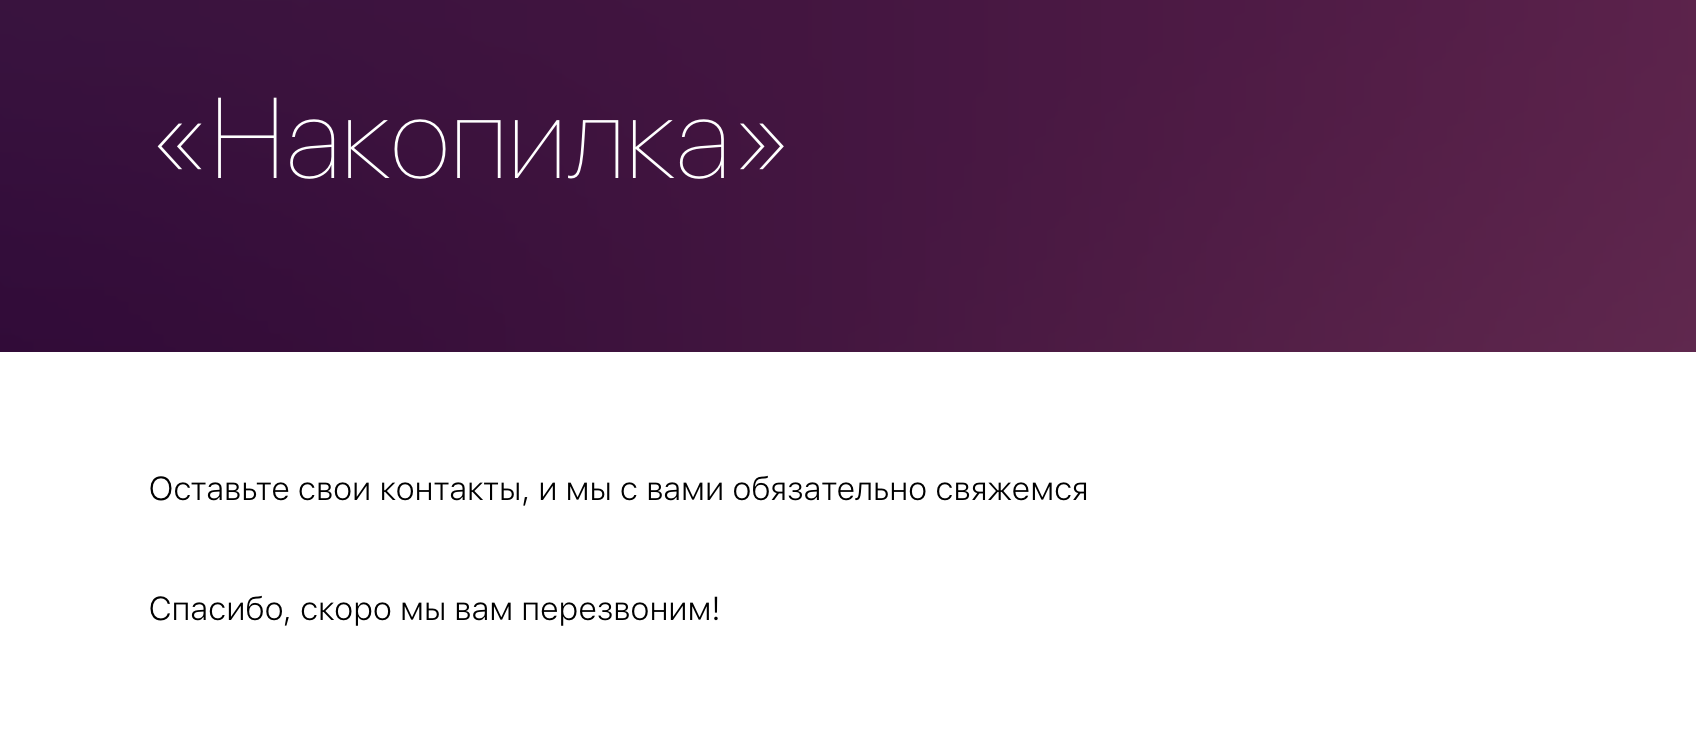 «Накопилка»
Оставьте свои контакты, и мы с вами обязательно свяжемся
Спасибо, скоро мы вам перезвоним!